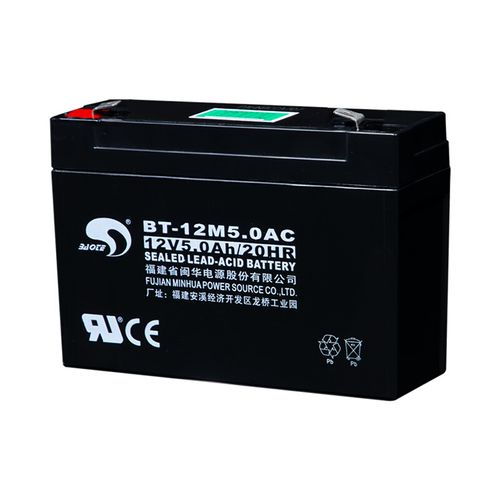 BT-12M5.0AC
12V5.0Ah/20HR
SEALED LEAD-ACID BATTERY
福建省闽华电源股份有限公司
FUJIAN MINHUA POWER SOURCE CO.,LTD.
厂址：福建安溪经济开发区龙桥工业园
CE
Pb
Pb